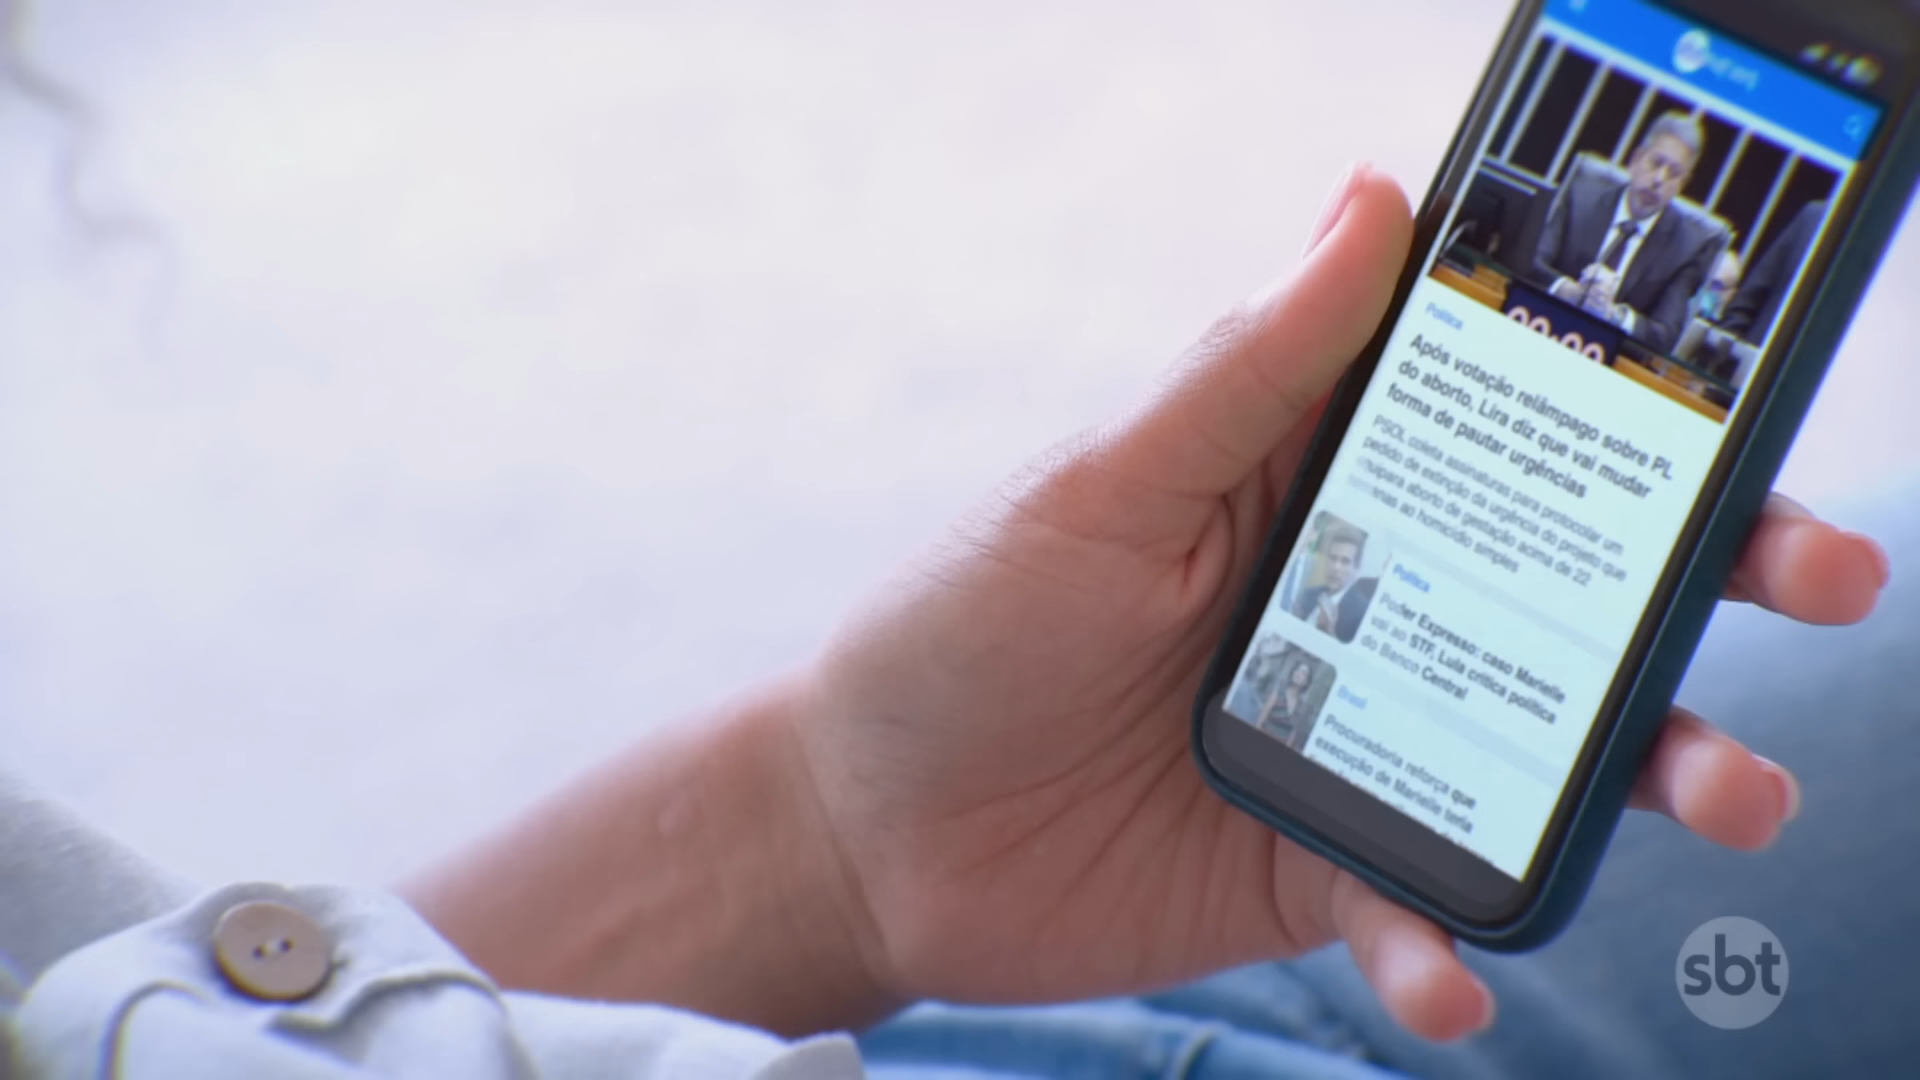 news
Política
00:00
Após votação relâmpago sobre PL
do aborto, Lira diz que vai mudar
forma de pautar urgências
PSOL coleta assinaturas para protocolar um
pedido de extinção da urgência do projeto que
equipara aborto de gestação acima de 22
semanas ao homicídio simples
Política
Poder Expresso: caso Marielle
vai ao STF, Lula critica política
do Banco Central
Brasil
Procuradoria reforça que
execução de Marielle teria
sbt